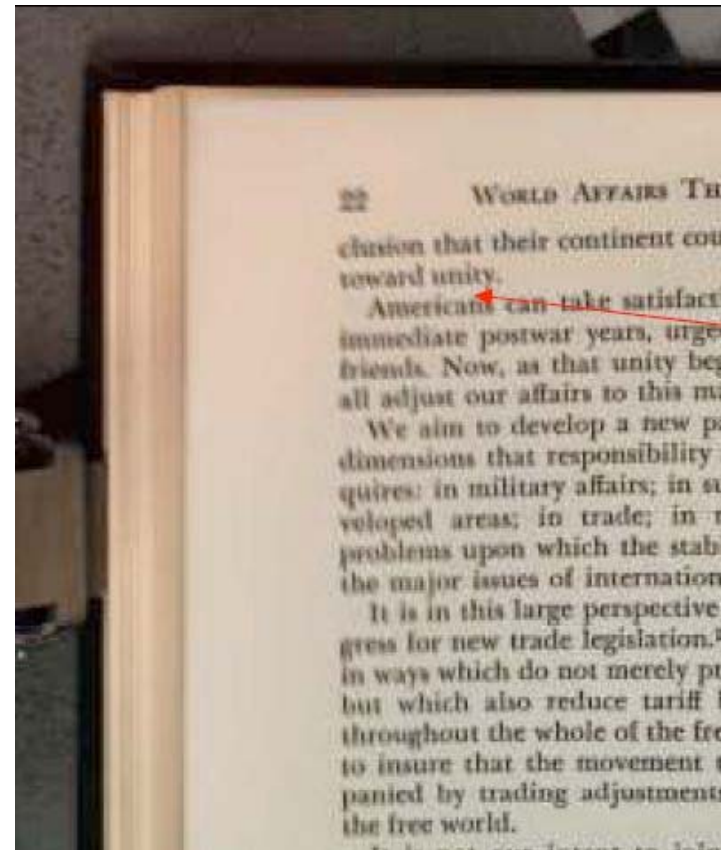 22 WORLD AFFAIRS TH
clusion that their continent cou
toward unity.
Americans can take satisfact
immediate postwar years, urge
friends. Now, as that unity beg
all adjust our affairs to this
We aim to develop a new pa
dimensions that responsibility
quires: in military affairs; in su
veloped areas; in trade; in
problems upon which the stab
the major issues of internation
It is in this large perspective
gress for new trade legislation.
in ways which do not merely pr
but which also reduce tariff
throughout the whole of the fre
to insure that the movement
panied by trading adjustments
the free world.